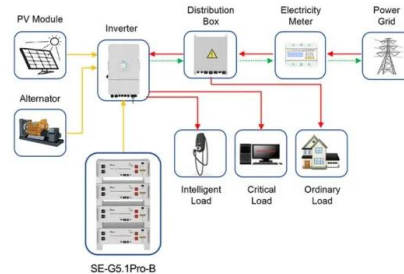 PV Module
Inverter
Distribution
Box
Electricity
Meter
Power
Grid
Alternator
Intelligent
Load
Critical
Load
Ordinary
Load
SE-G5.1Pro-B